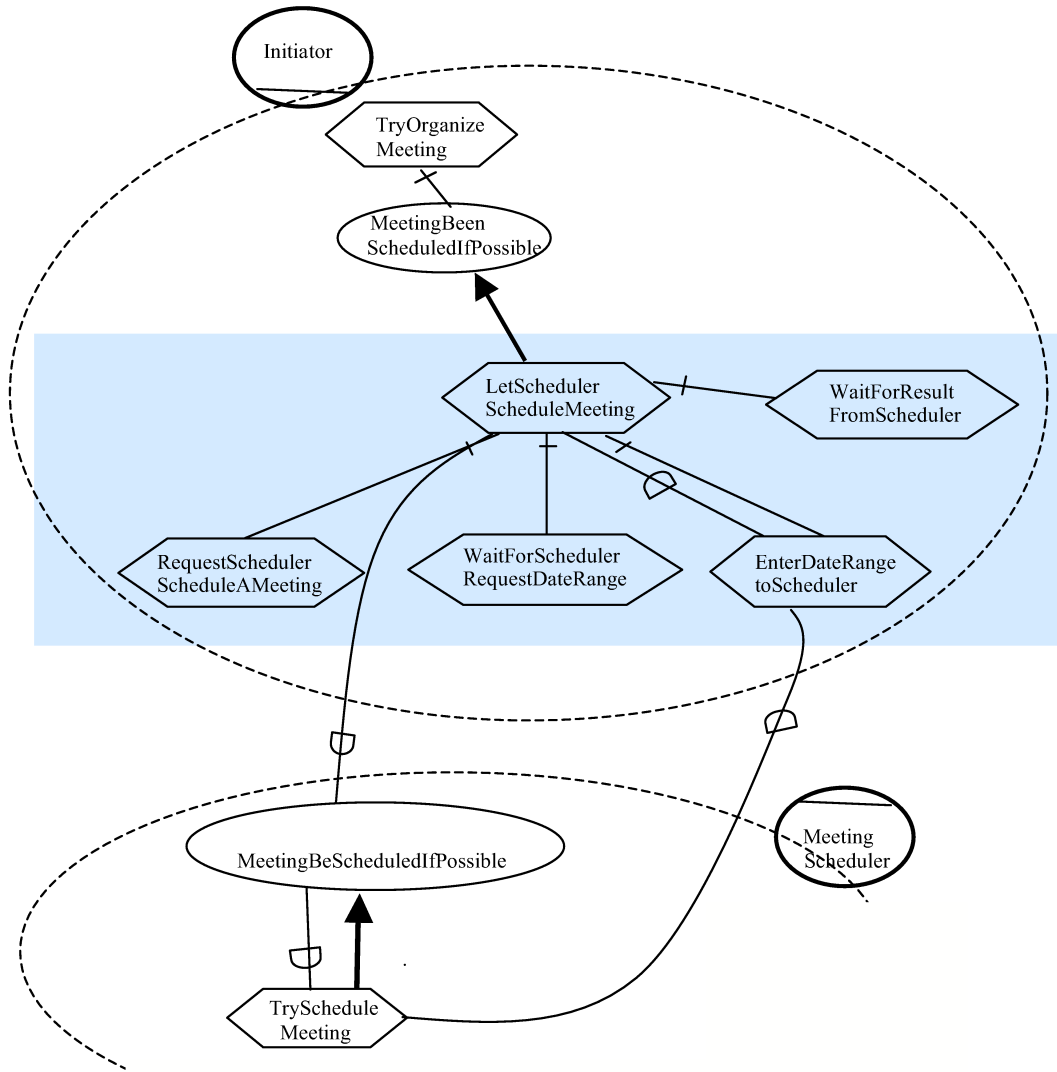 Initiator
TryOrganize
Meeting
MeetingBeen
ScheduledIfPossible
LetScheduler
ScheduleMeeting
WaitForResult
FromScheduler
RequestScheduler
ScheduleAMeeting
WaitForScheduler
RequestDateRange
EnterDateRange
toScheduler
MeetingBeScheduledIfPossible
Meeting
Scheduler
TrySchedule
Meeting